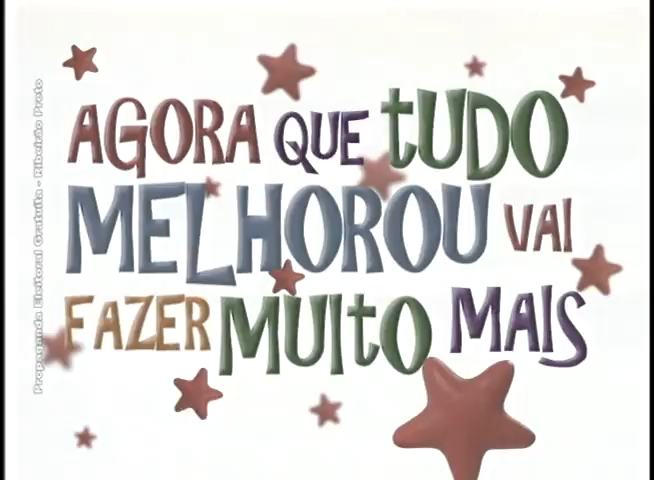 AGORA QUE tUDO
MELHOROU VAI
FAZER MUItO MAIS
Propaganda Eleitoral Gratuita - Ribeirão Preto